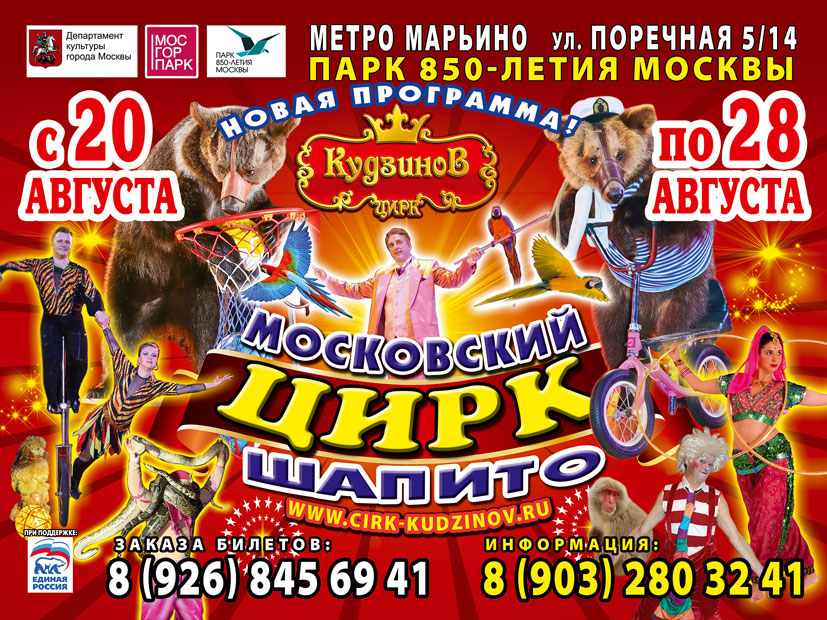 Департамент
культуры
города Москвы
МОС
ГОР
ПАРК
ПАРК
850-ЛЕТИЯ
МОСКВЫ
МЕТРО МАРЬИНО ул. ПОРЕЧНАЯ 5/14
ПАРК 850-ЛЕТИЯ МОСКВЫ
НОВАЯ ПРОГРАММА!
с 20
АВГУСТА
Кудзинов
ЦИРК
по 28
АВГУСТА
МОСКОВСКИЙ
ЦИРК
ШАПИТО
WWW.CIRK-KUDZINOV.RU
ПРИ ПОДДЕРЖКЕ:
ЕДИНАЯ
РОССИЯ
ЗАКАЗА БИЛЕТОВ:
8 (926) 845 69 41
ИНФОРМАЦИЯ:
8 (903) 280 32 41